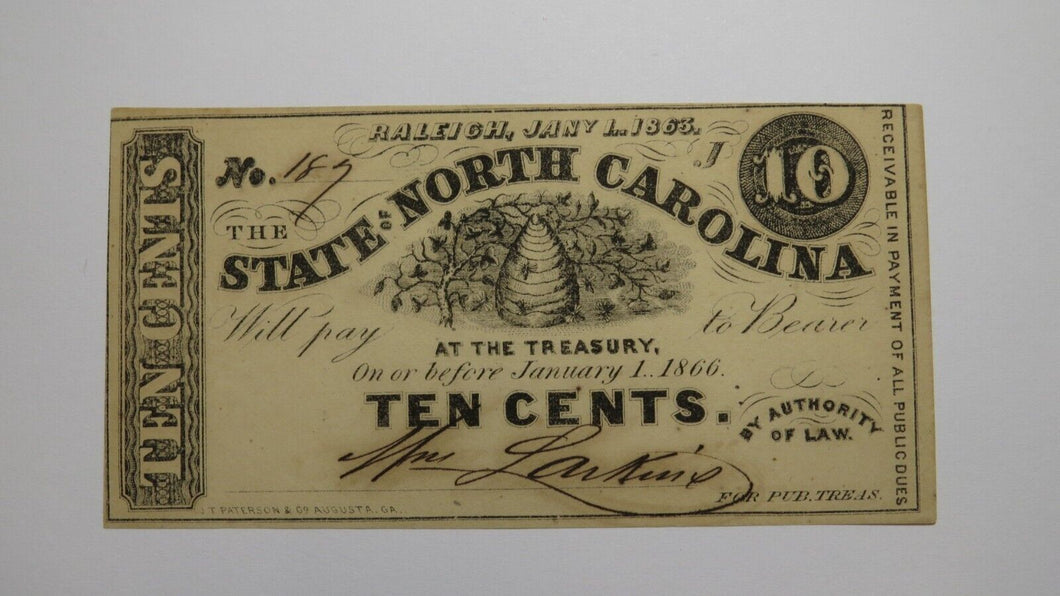 RALEIGH, JANY 1. 1863.
No. 187
J
10
THE
STATE OF NORTH CAROLINA
Will pay to Bearer
AT THE TREASURY,
On or before January 1. 1866.
TEN CENTS.
BY AUTHORITY
OF LAW.
Larkins
FOR PUB. TREAS.
J.T. PATERSON & CO AUGUSTA, GA.
TEN CENTS
RECEIVABLE IN PAYMENT OF ALL PUBLIC DUES